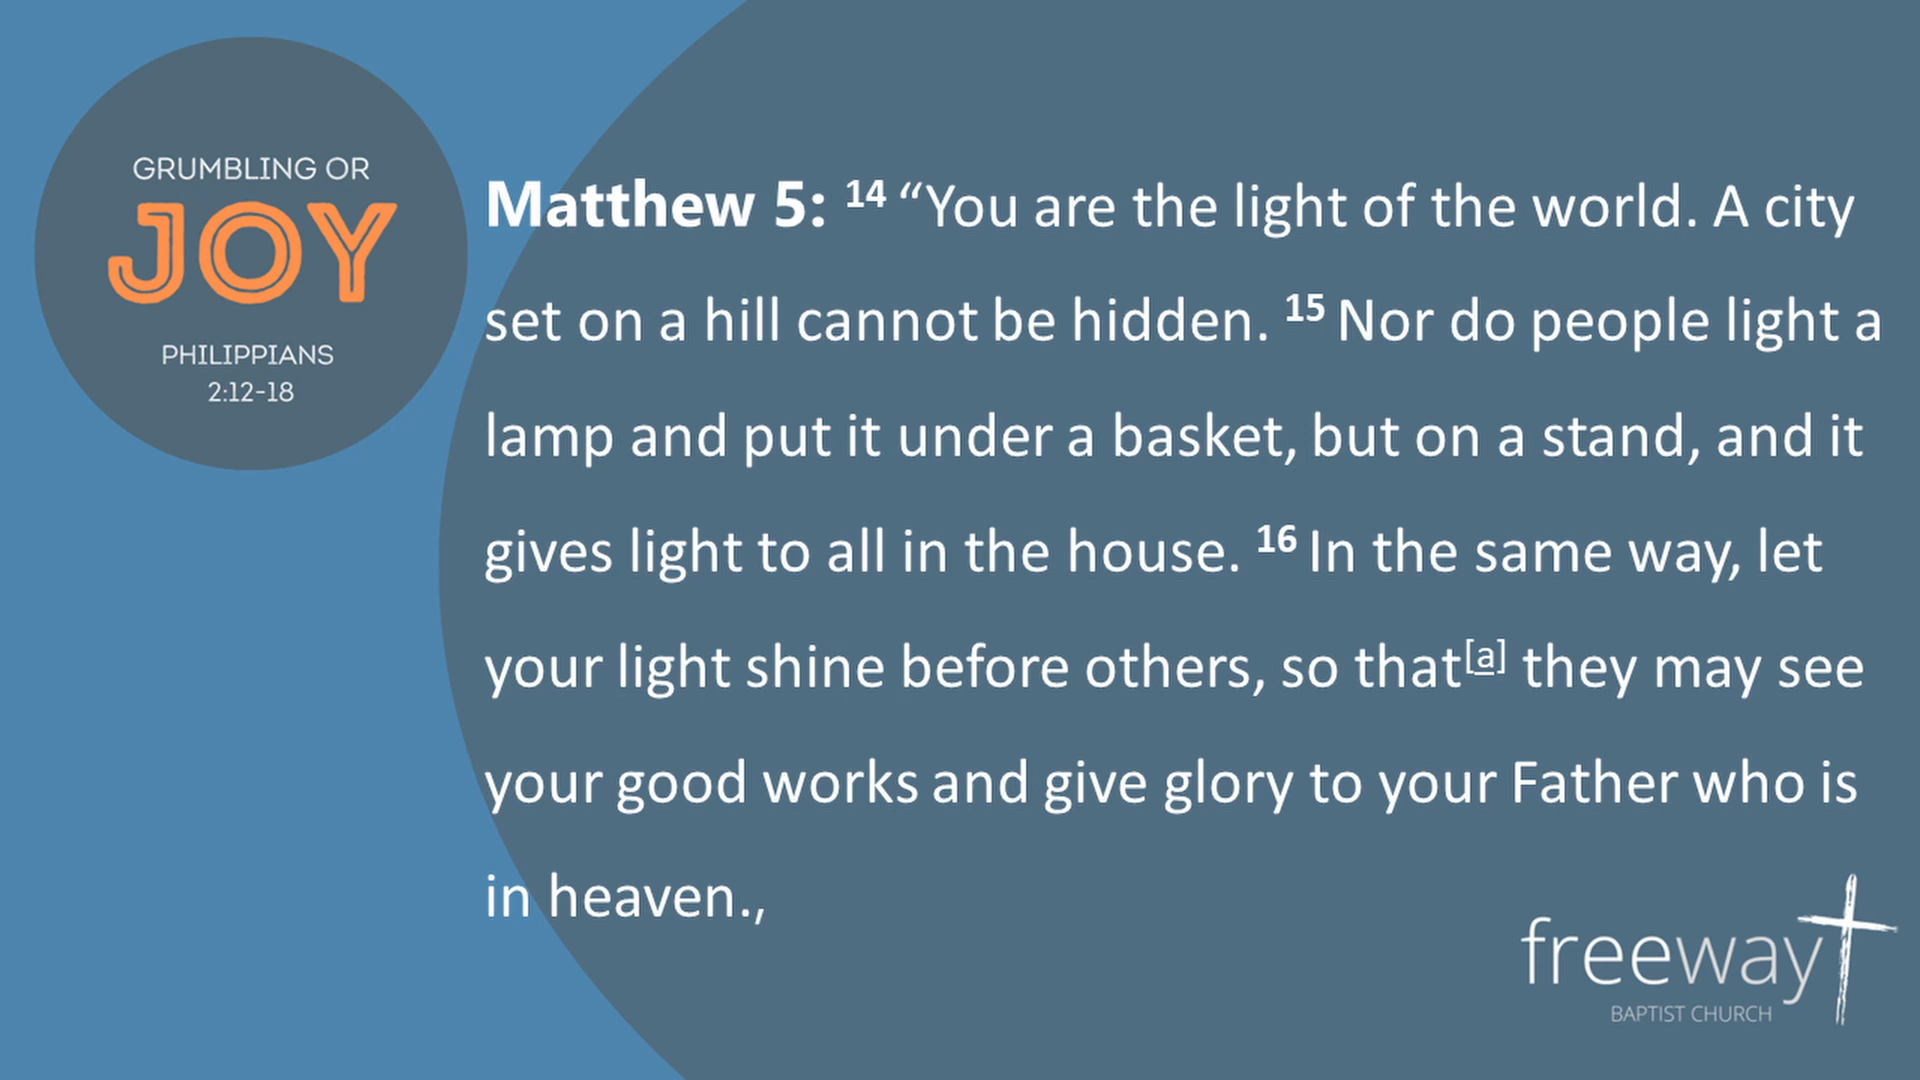 GRUMBLING OR
JOY
PHILIPPIANS
2:12-18
Matthew 5: 14 “You are the light of the world. A city
set on a hill cannot be hidden. 15 Nor do people light a
lamp and put it under a basket, but on a stand, and it
gives light to all in the house. 16 In the same way, let
your light shine before others, so that[a] they may see
your good works and give glory to your Father who is
in heaven.,
freeway
BAPTIST CHURCH